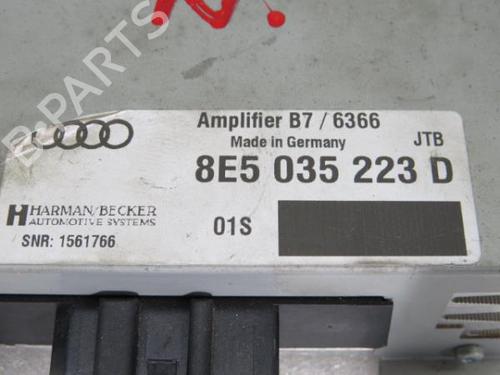 Amplifier B7 / 6366
Made in Germany
JTB
8E5 035 223 D
HARMAN/BECKER
AUTOMOTIVE SYSTEMS
01S
SNR: 1561766
B-PARTS